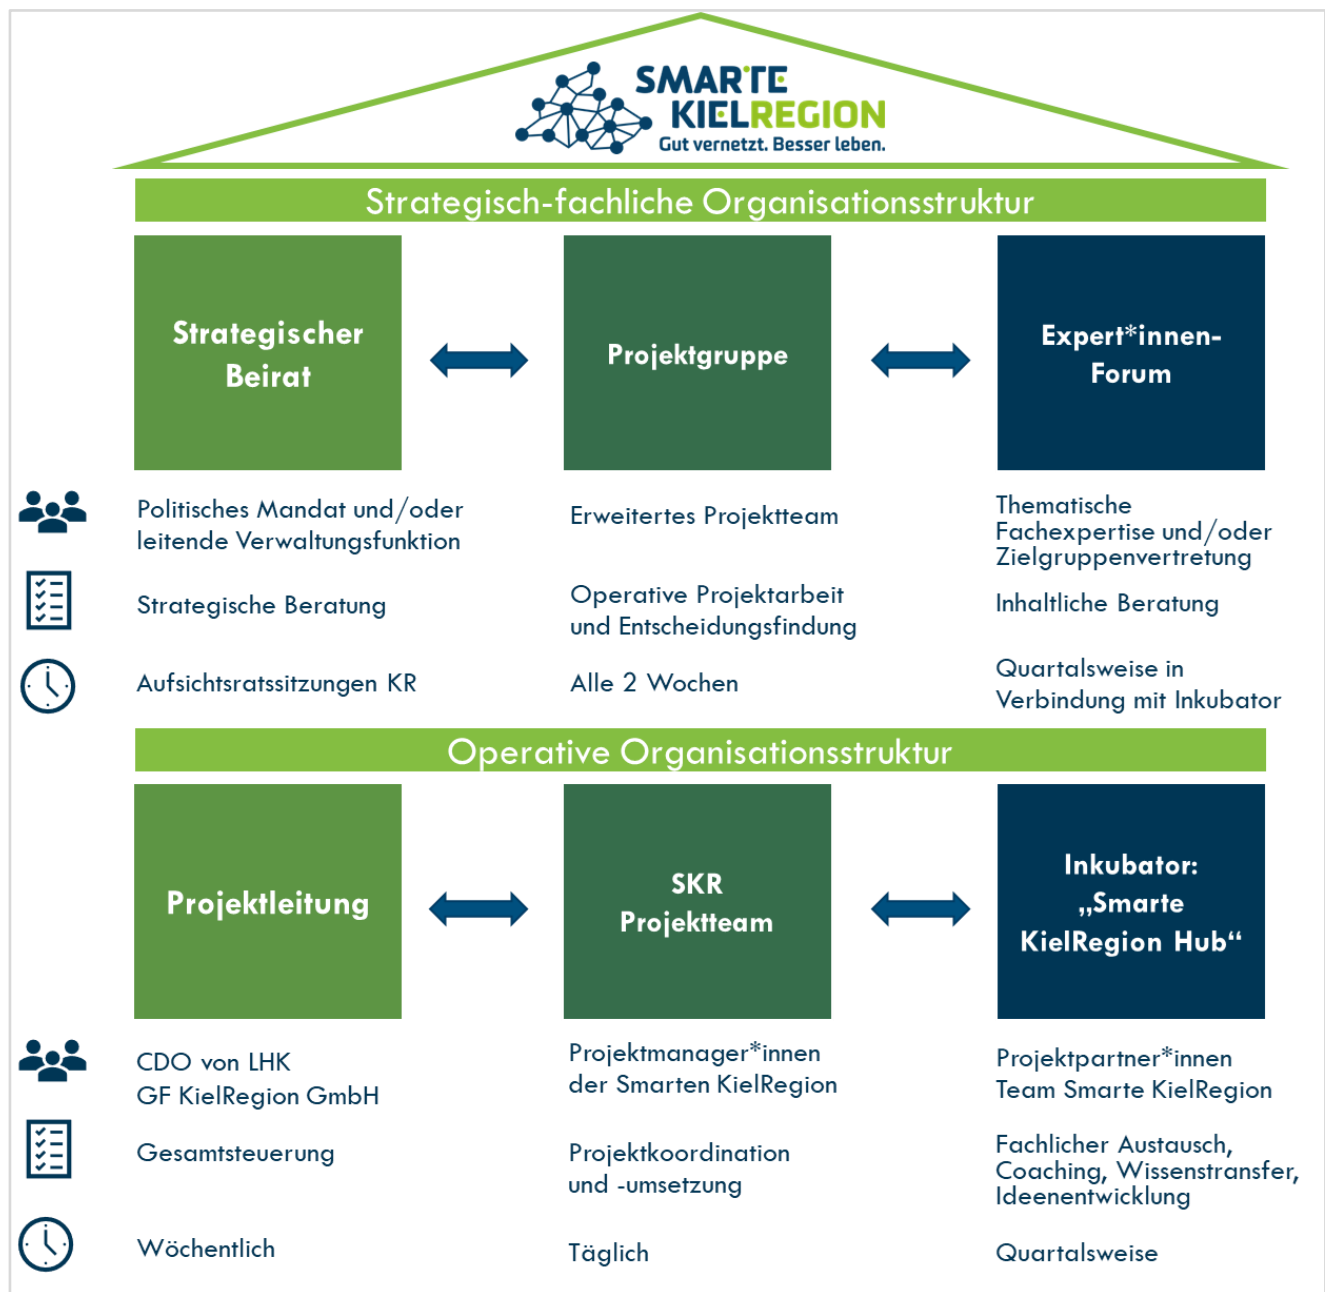 SMARTE
KIELREGION
Gut vernetzt. Besser leben.
Strategisch-fachliche Organisationsstruktur
Strategischer
Beirat
Projektgruppe
Expert*innen-
Forum
Politisches Mandat und/oder
leitende Verwaltungsfunktion
Erweitertes Projektteam
Thematische
Fachexpertise und/oder
Zielgruppenvertretung
Strategische Beratung
Operative Projektarbeit
und Entscheidungsfindung
Inhaltliche Beratung
Aufsichtsratssitzungen KR
Alle 2 Wochen
Quartalsweise in
Verbindung mit Inkubator
Operative Organisationsstruktur
Projektleitung
SKR
Projektteam
Inkubator:
„Smarte
KielRegion Hub“
CDO von LHK
GF KielRegion GmbH
Projektmanager*innen
der Smarten KielRegion
Projektpartner*innen
Team Smarte KielRegion
Gesamtsteuerung
Projektkoordination
und -umsetzung
Fachlicher Austausch,
Coaching, Wissenstransfer,
Ideenentwicklung
Wöchentlich
Täglich
Quartalsweise